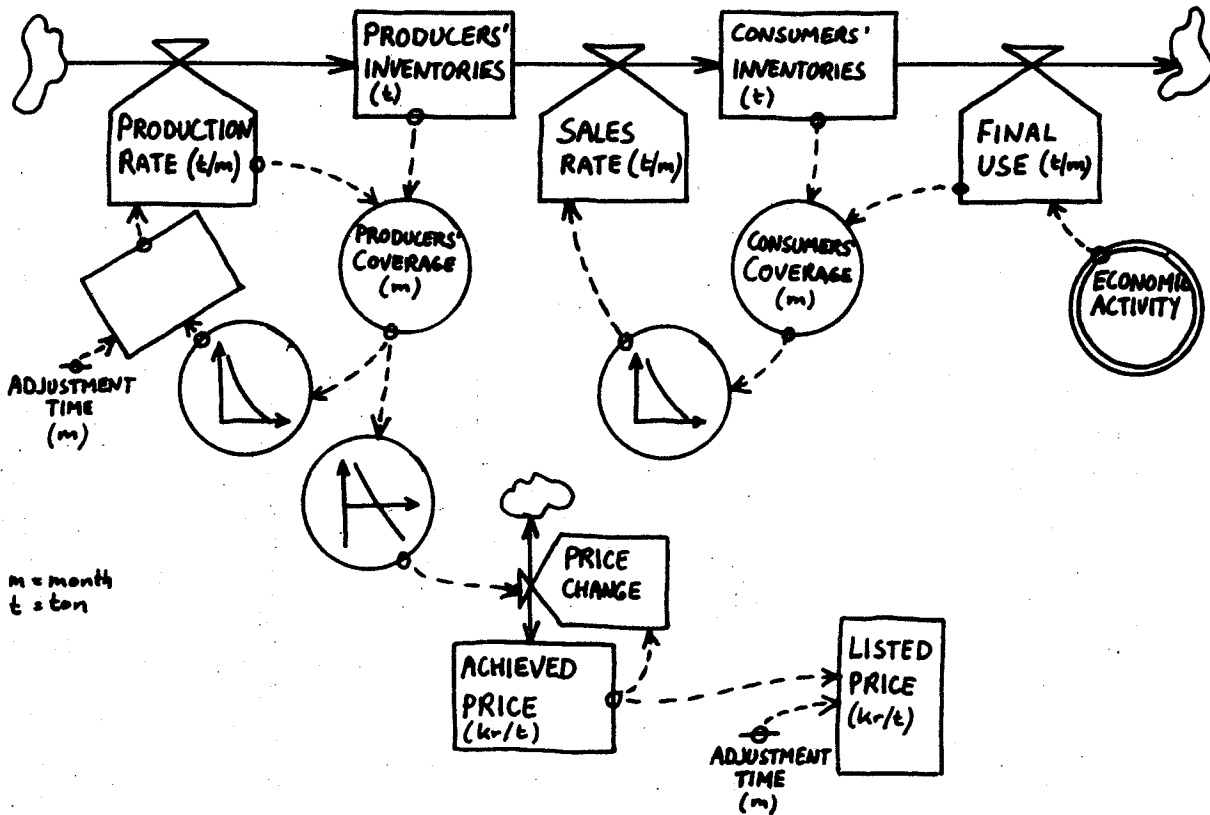 PRODUCERS'
INVENTORIES
(t)
CONSUMERS'
INVENTORIES
(t)
PRODUCTION
RATE (t/m)
SALES
RATE (t/m)
FINAL
USE (t/m)
PRODUCERS'
COVERAGE
(m)
CONSUMERS'
COVERAGE
(m)
ECONOMIC
ACTIVITY
ADJUSTMENT
TIME
(m)
m = month
t = ton
PRICE
CHANGE
ACHIEVED
PRICE
(kr/t)
LISTED
PRICE
(kr/t)
ADJUSTMENT
TIME
(m)